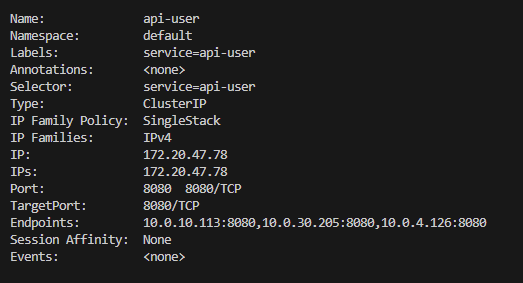 Name: api-user
Namespace: default
Labels: service=api-user
Annotations: <none>
Selector: service=api-user
Type: ClusterIP
IP Family Policy: SingleStack
IP Families: IPv4
IP: 172.20.47.78
IPs: 172.20.47.78
Port: 8080 8080/TCP
TargetPort: 8080/TCP
Endpoints: 10.0.10.113:8080,10.0.30.205:8080,10.0.4.126:8080
Session Affinity: None
Events: <none>